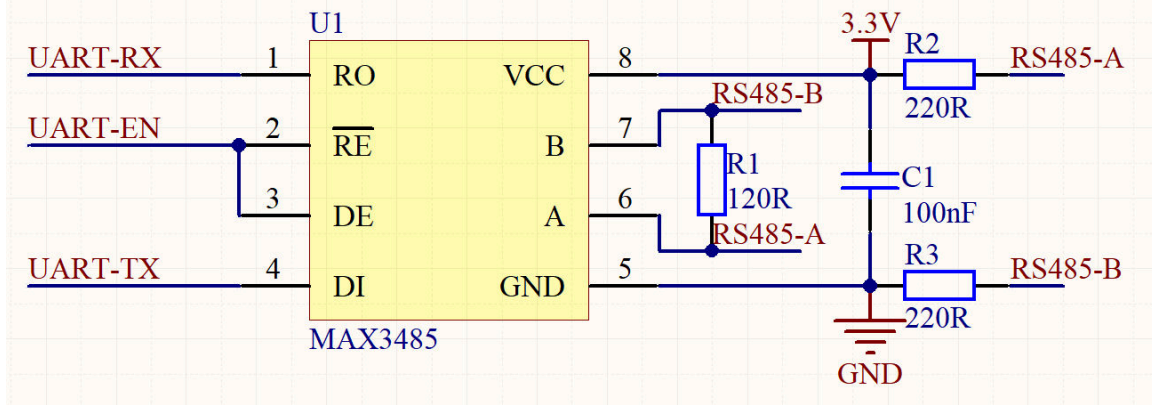 U1
3.3V
R2
UART-RX
1
RO
VCC
8
RS485-A
220R
RS485-B
UART-EN
2
RE
B
7
R1
120R
C1
100nF
3
DE
A
6
RS485-A
R3
UART-TX
4
DI
GND
5
RS485-B
220R
MAX3485
GND